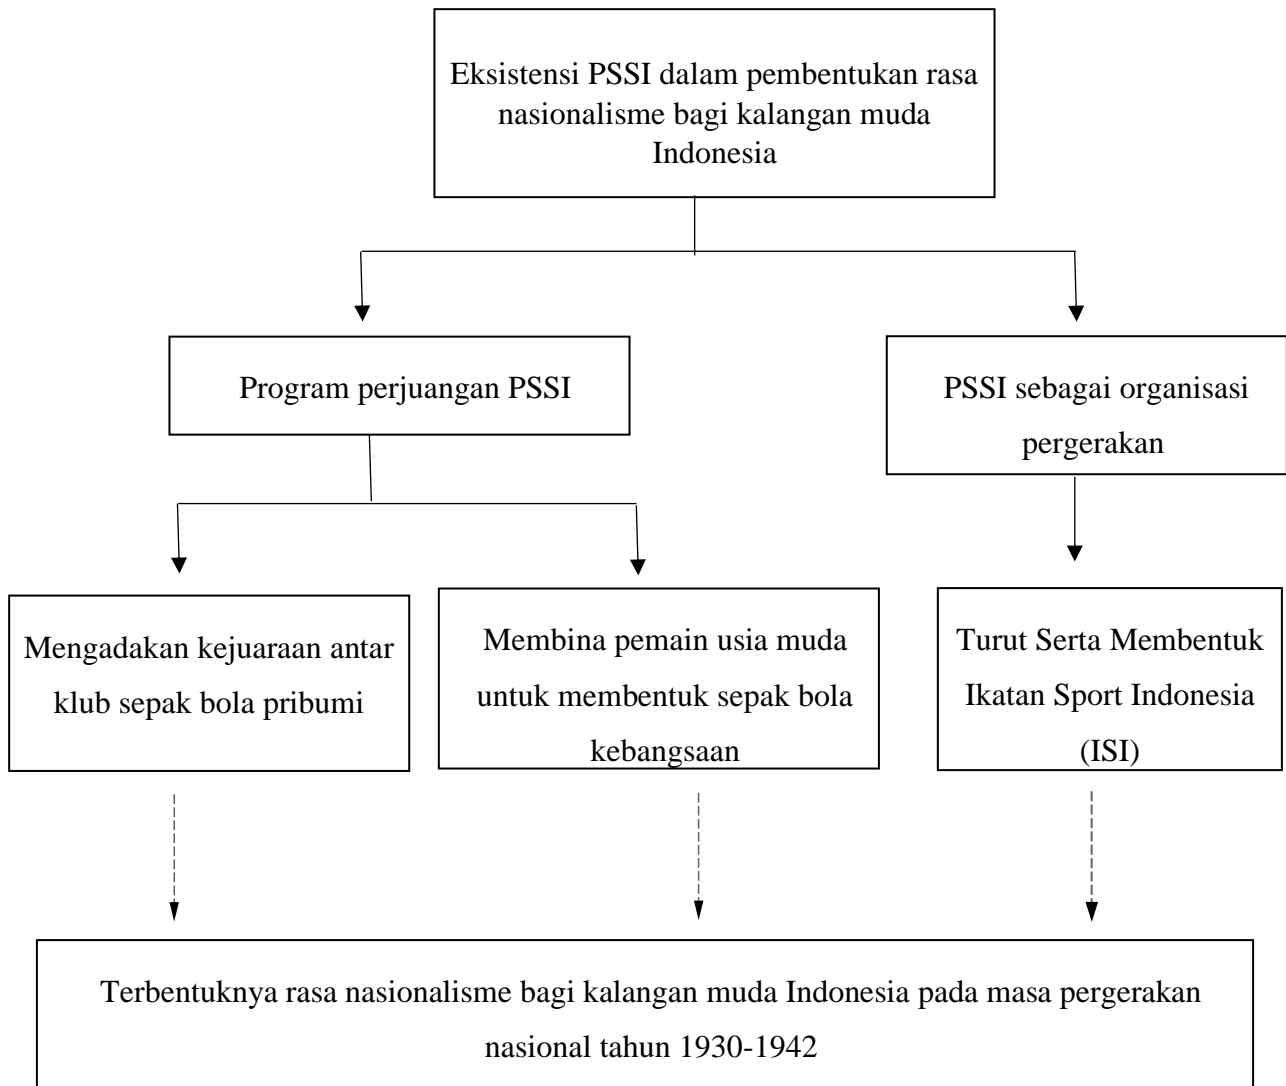 Eksistensi PSSI dalam pembentukan rasa
nasionalisme bagi kalangan muda
Indonesia
Program perjuangan PSSI
PSSI sebagai organisasi
pergerakan
Mengadakan kejuaraan antar
klub sepak bola pribumi
Membina pemain usia muda
untuk membentuk sepak bola
kebangsaan
Turut Serta Membentuk
Ikatan Sport Indonesia
(ISI)
Terbentuknya rasa nasionalisme bagi kalangan muda Indonesia pada masa pergerakan
nasional tahun 1930-1942